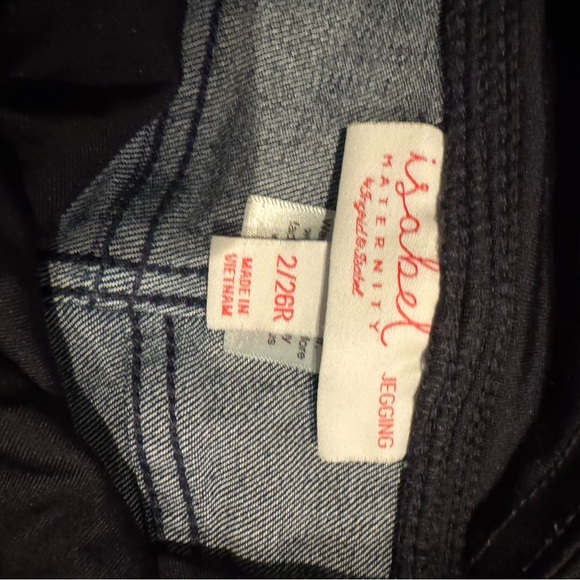 isabel
MATERNITY
by Ingrid & Isabel
JEGGING
2/26R
MADE IN
VIETNAM